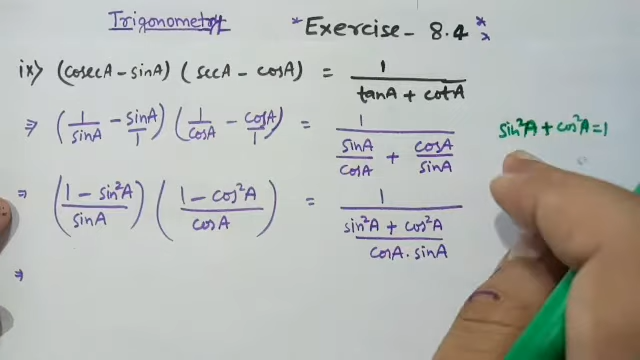 Trigonometry
* Exercise - 8.4 *
ix> (cosecA - sinA) (secA - cosA) = 1 / (tanA + cotA)
⇒ (1/sinA - sinA/1) (1/cosA - cosA/1) = 1 / (sinA/cosA + cosA/sinA)
sin²A + cos²A = 1
⇒ ((1 - sin²A)/sinA) ((1 - cos²A)/cosA) = 1 / ((sin²A + cos²A)/(cosA . sinA))
⇒